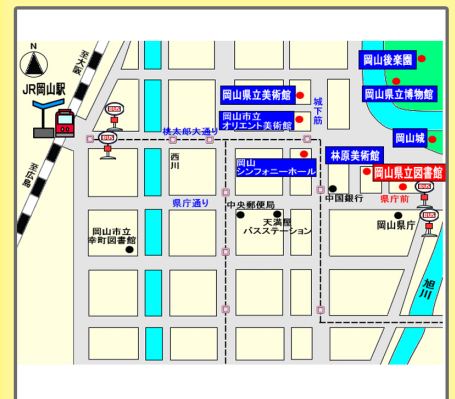 N
至大阪
JR岡山駅
至広島
BUS
BUS
桃太郎大通り
西川
県庁通り
岡山市立
幸町図書館
岡山県立美術館
岡山市立
オリエント美術館
城下筋
岡山
シンフォニーホール
中央郵便局
天満屋
バスステーション
岡山後楽園
岡山県立博物館
岡山城
林原美術館
岡山県立図書館
中国銀行
県庁前
BUS
BUS
岡山県庁
旭川